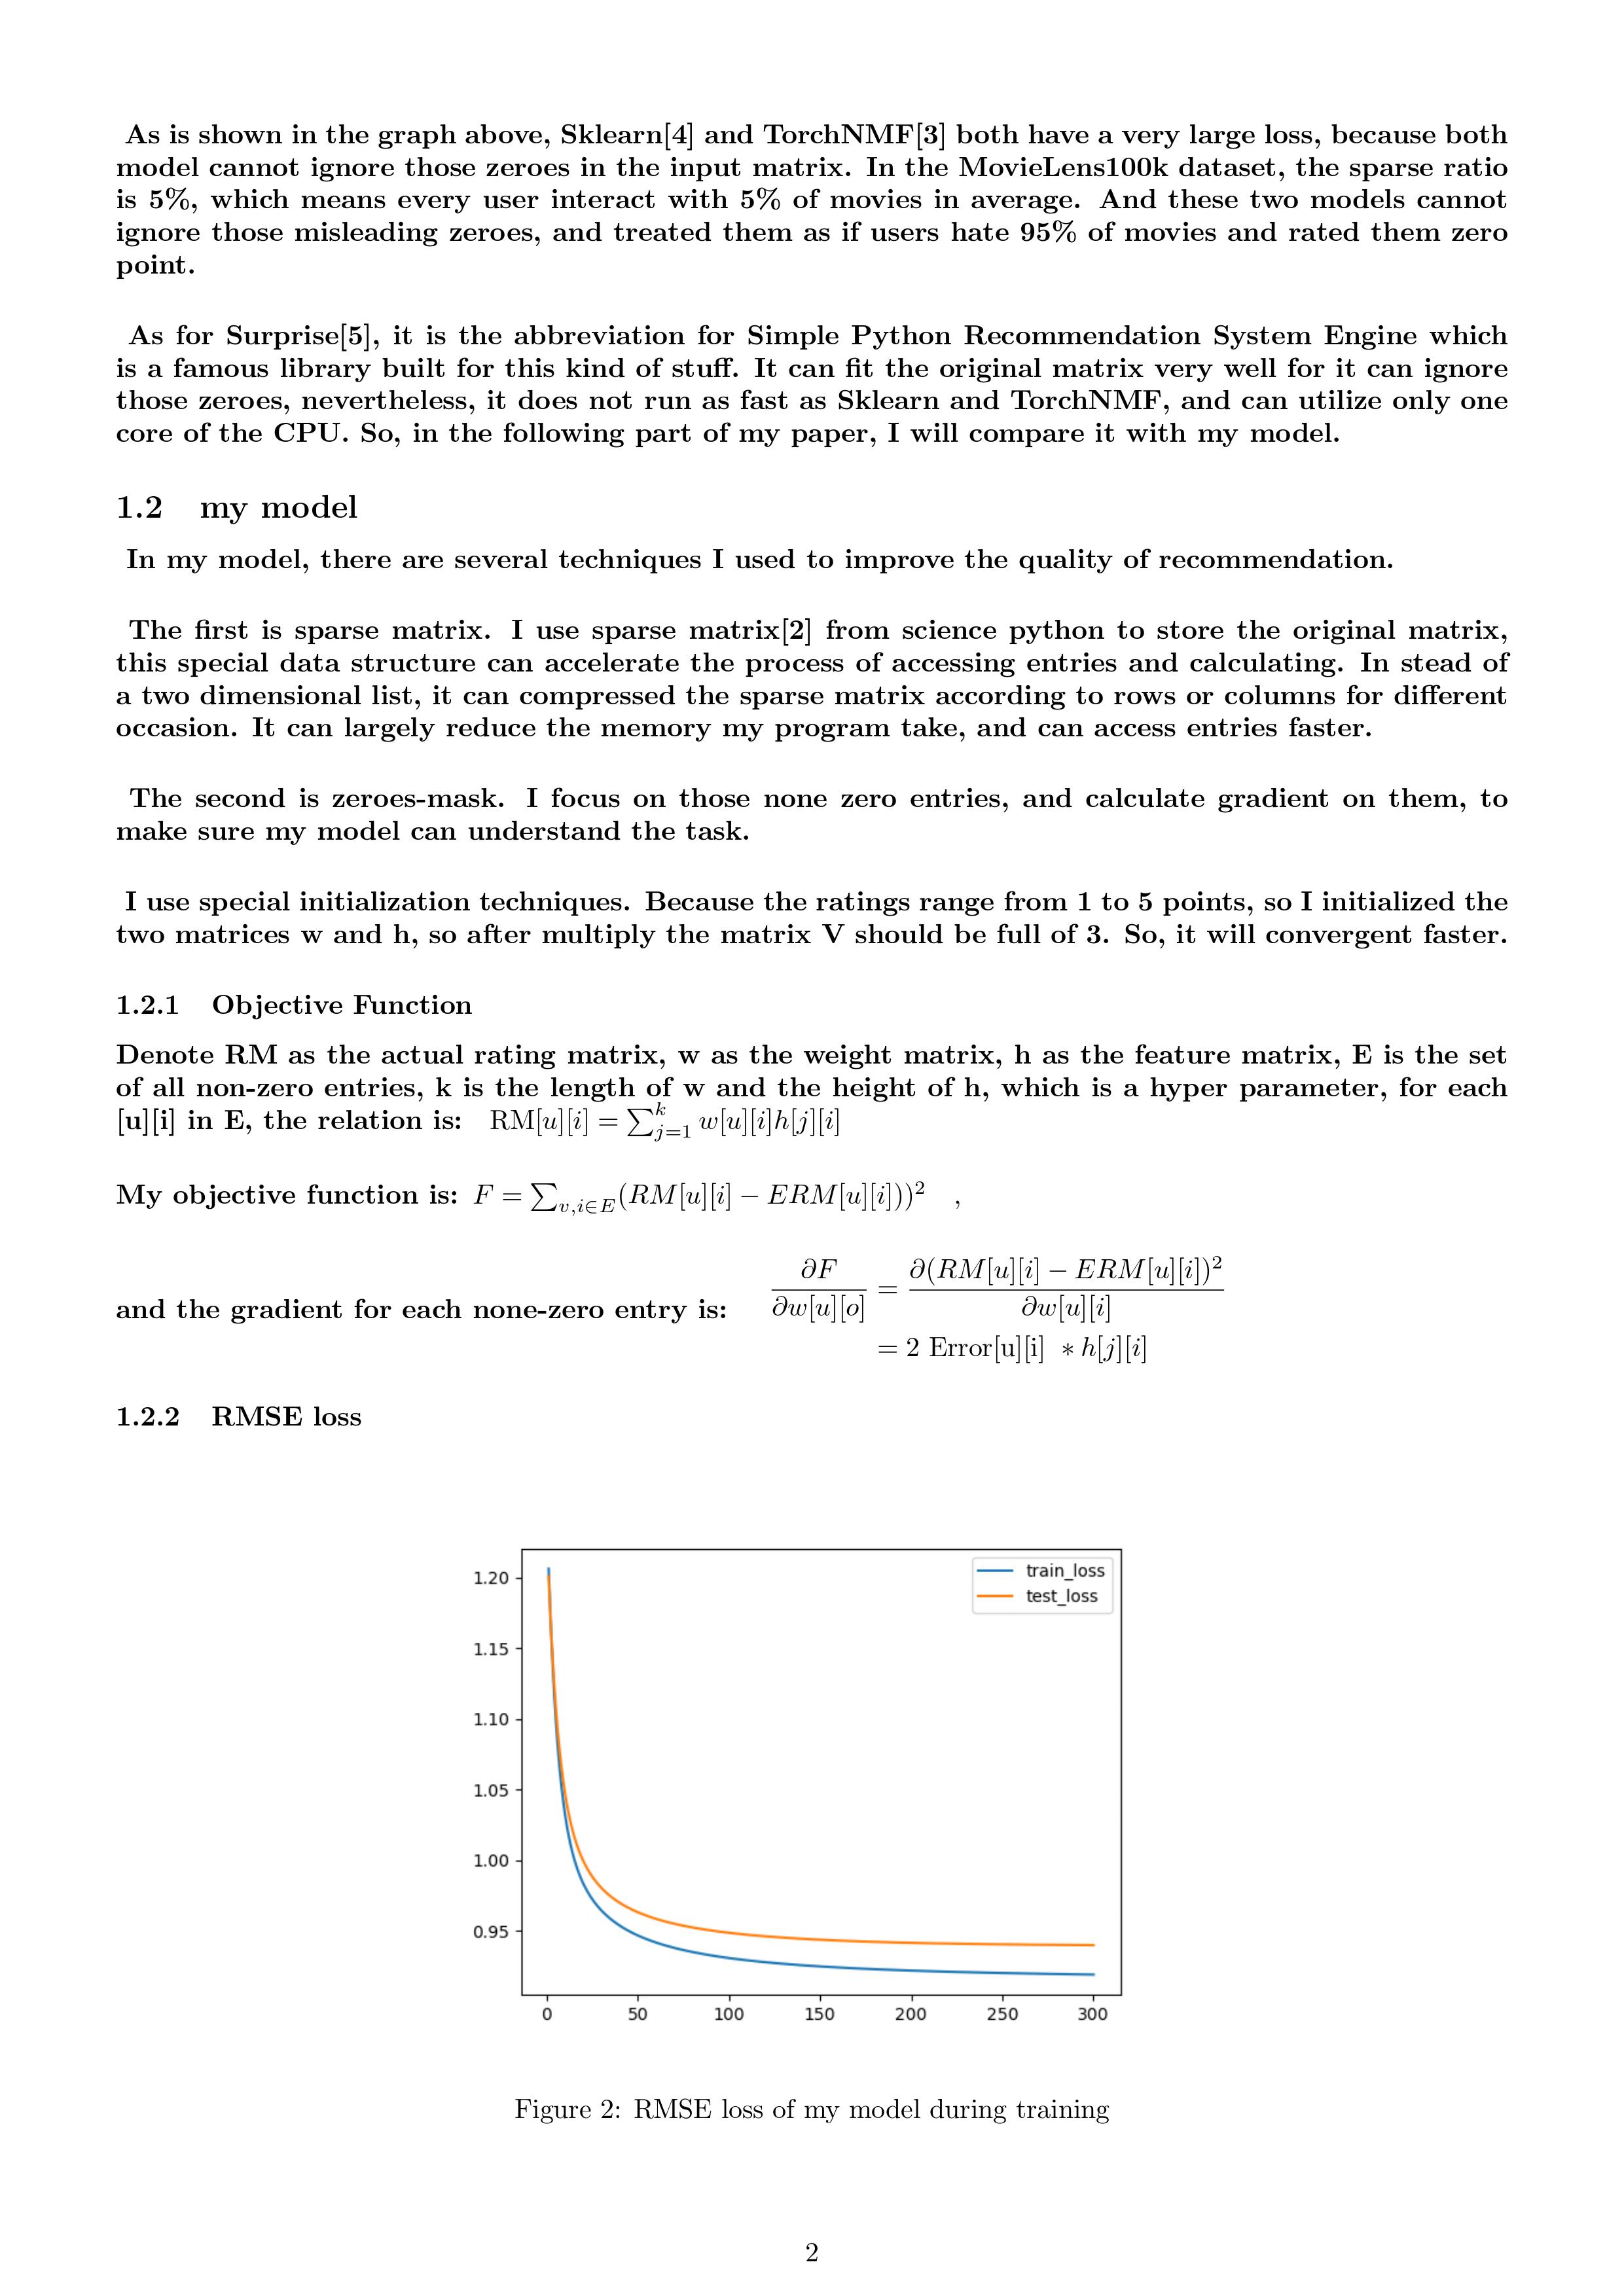 As is shown in the graph above, Sklearn[4] and TorchNMF[3] both have a very large loss, because both
model cannot ignore those zeroes in the input matrix. In the MovieLens100k dataset, the sparse ratio
is 5%, which means every user interact with 5% of movies in average. And these two models cannot
ignore those misleading zeroes, and treated them as if users hate 95% of movies and rated them zero
point.
As for Surprise[5], it is the abbreviation for Simple Python Recommendation System Engine which
is a famous library built for this kind of stuff. It can fit the original matrix very well for it can ignore
those zeroes, nevertheless, it does not run as fast as Sklearn and TorchNMF, and can utilize only one
core of the CPU. So, in the following part of my paper, I will compare it with my model.
1.2 my model
In my model, there are several techniques I used to improve the quality of recommendation.
The first is sparse matrix. I use sparse matrix[2] from science python to store the original matrix,
this special data structure can accelerate the process of accessing entries and calculating. In stead of
a two dimensional list, it can compressed the sparse matrix according to rows or columns for different
occasion. It can largely reduce the memory my program take, and can access entries faster.
The second is zeroes-mask. I focus on those none zero entries, and calculate gradient on them, to
make sure my model can understand the task.
I use special initialization techniques. Because the ratings range from 1 to 5 points, so I initialized the
two matrices w and h, so after multiply the matrix V should be full of 3. So, it will convergent faster.
1.2.1 Objective Function
Denote RM as the actual rating matrix, w as the weight matrix, h as the feature matrix, E is the set
of all non-zero entries, k is the length of w and the height of h, which is a hyper parameter, for each
[u][i] in E, the relation is: RM[u][i] = ∑_{j=1}^{k} w[u][i]h[j][i]
My objective function is: F = ∑_{v,i∈E}(RM[u][i] − ERM[u][i]))² ,
and the gradient for each none-zero entry is: ∂F/∂w[u][o] = ∂(RM[u][i] − ERM[u][i])²/∂w[u][i]
= 2 Error[u][i] ∗ h[j][i]
1.2.2 RMSE loss
train_loss
test_loss
1.20
1.15
1.10
1.05
1.00
0.95
0 50 100 150 200 250 300
Figure 2: RMSE loss of my model during training
2